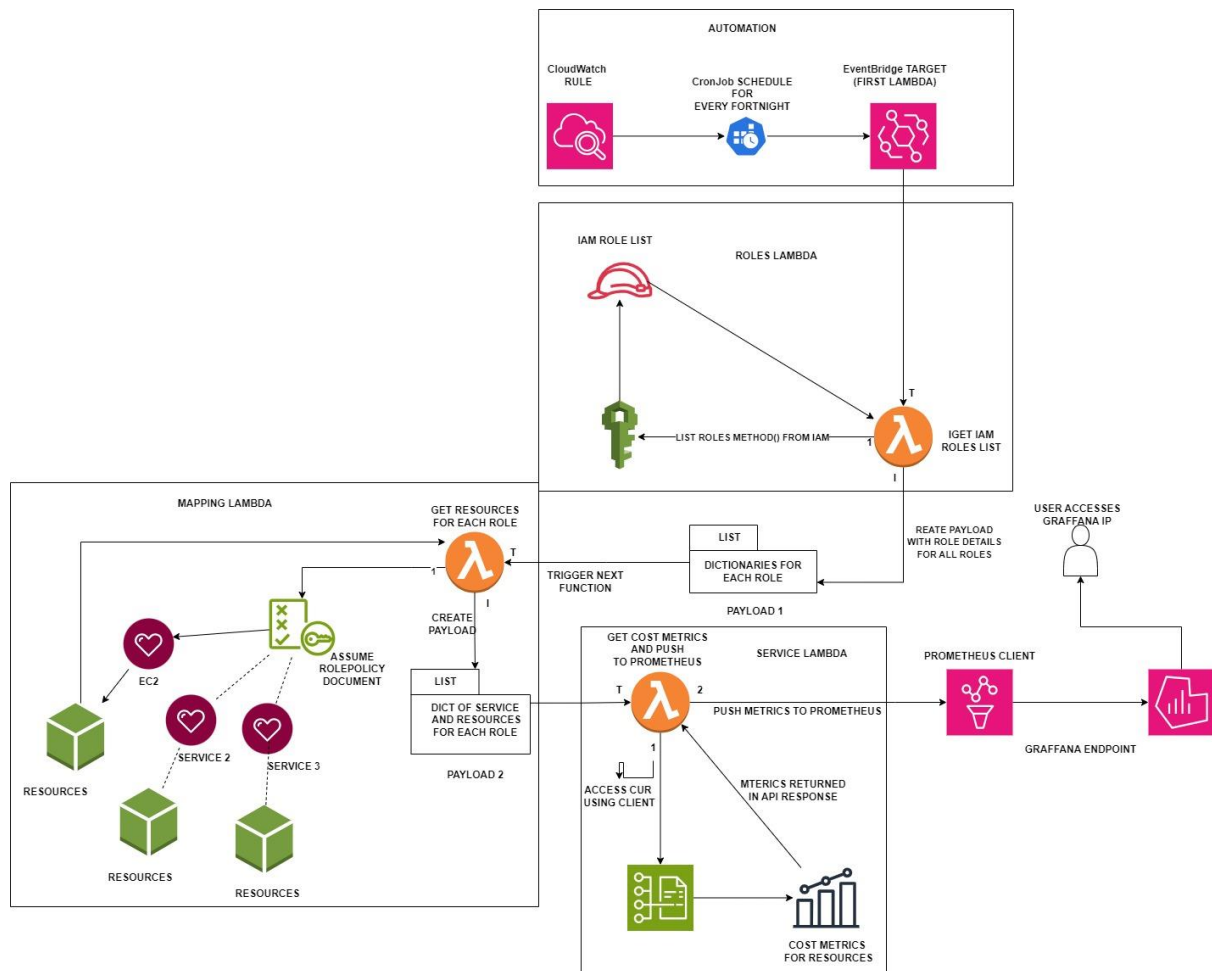 AUTOMATION
CloudWatch
RULE
CronJob SCHEDULE
FOR
EVERY FORTNIGHT
EventBridge TARGET
(FIRST LAMBDA)
IAM ROLE LIST
ROLES LAMBDA
T
LIST ROLES METHOD() FROM IAM
1
IGET IAM
ROLES LIST
I
MAPPING LAMBDA
GET RESOURCES
FOR EACH ROLE
T
1
I
TRIGGER NEXT
FUNCTION
LIST
DICTIONARIES FOR
EACH ROLE
PAYLOAD 1
REATE PAYLOAD
WITH ROLE DETAILS
FOR ALL ROLES
USER ACCESSES
GRAFFANA IP
CREATE
PAYLOAD
ASSUME
ROLEPOLICY
DOCUMENT
EC2
SERVICE 2
SERVICE 3
RESOURCES
RESOURCES
RESOURCES
LIST
DICT OF SERVICE
AND RESOURCES
FOR EACH ROLE
PAYLOAD 2
GET COST METRICS
AND PUSH
TO PROMETHEUS
SERVICE LAMBDA
T
2
PUSH METRICS TO PROMETHEUS
1
ACCESS CUR
USING CLIENT
MTERICS RETURNED
IN API RESPONSE
COST METRICS
FOR RESOURCES
PROMETHEUS CLIENT
GRAFFANA ENDPOINT